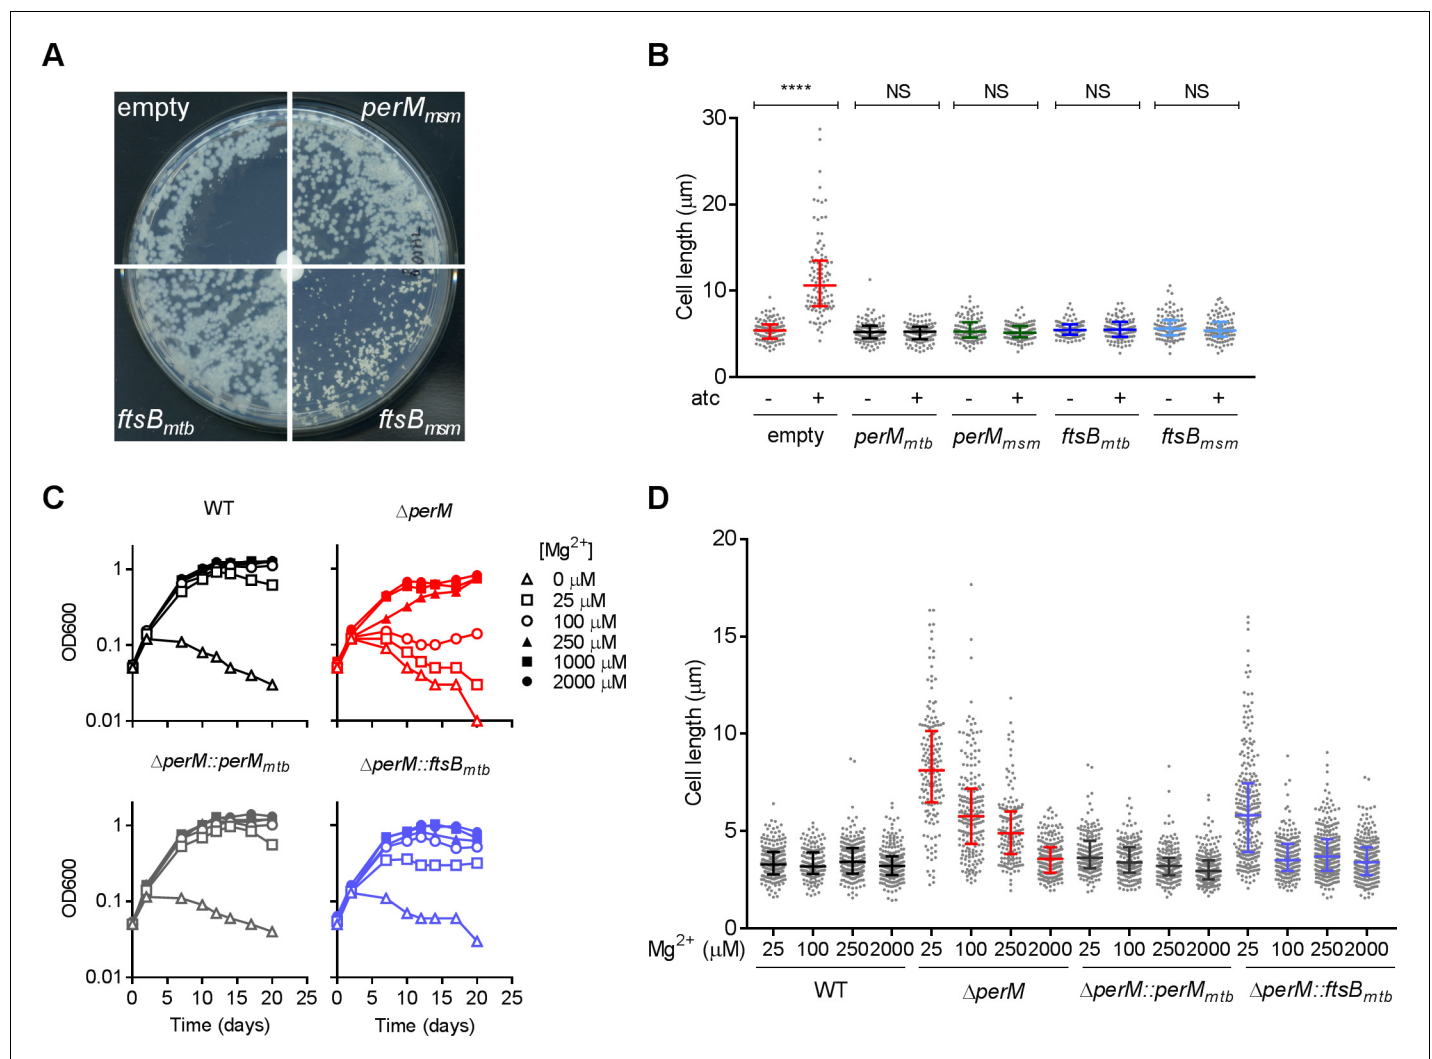 A
empty
perMmsm
ftsBmtb
ftsBmsm
B
**** NS NS NS NS
30
20
10
0
Cell length (μm)
atc - + - + - + - + - +
empty perMmtb perMmsm ftsBmtb ftsBmsm
C
WT
ΔperM
[Mg2+]
0 μM
25 μM
100 μM
250 μM
1000 μM
2000 μM
OD600
1
0.1
0.01
ΔperM::perMmtb
ΔperM::ftsBmtb
OD600
1
0.1
0.01
0 5 10 15 20 25
0 5 10 15 20 25
Time (days)
Time (days)
D
20
15
10
5
0
Cell length (μm)
Mg2+ (μM) 25 100 250 2000 25 100 250 2000 25 100 250 2000 25 100 250 2000
WT ΔperM ΔperM::perMmtb ΔperM::ftsBmtb